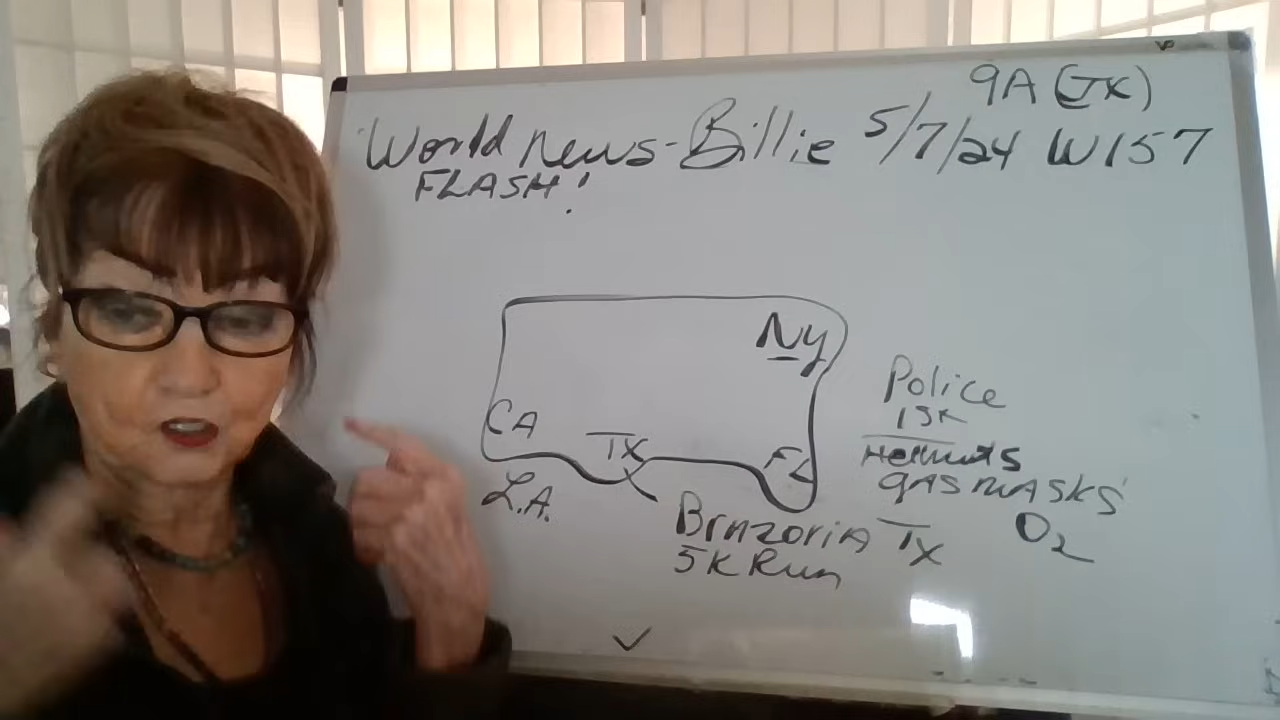 9A (TX)
World News-Billie 5/7/24 W157
FLASH!
NY
CA
TX
FL
L.A.
Police
15K
Helmets
gas masks
O2
Brazoria TX
5K Run